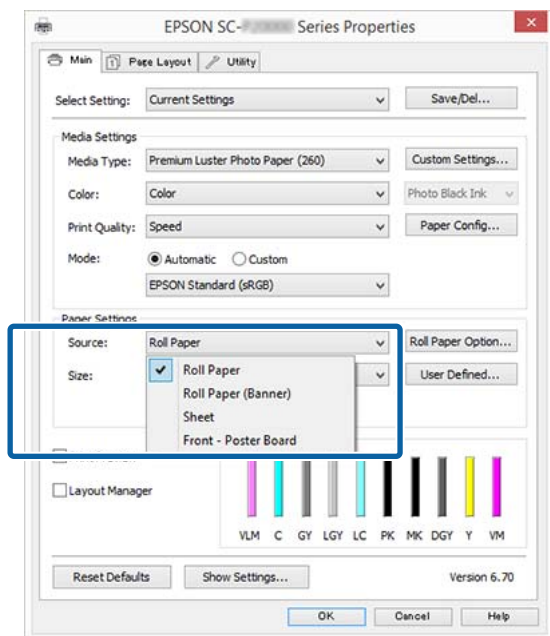 EPSON SC- Series Properties
Main Page Layout Utility
Select Setting: Current Settings Save/Del...
Media Settings
Media Type: Premium Luster Photo Paper (260) Custom Settings...
Color: Color Photo Black Ink
Print Quality: Speed Paper Config...
Mode: Automatic Custom
EPSON Standard (sRGB)
Paper Settings
Source: Roll Paper Roll Paper Option...
Size: Roll Paper User Defined...
Roll Paper (Banner)
Sheet
Front - Poster Board
Layout Manager
VLM C GY LGY LC PK MK DGY Y VM
Reset Defaults Show Settings... Version 6.70
OK Cancel Help